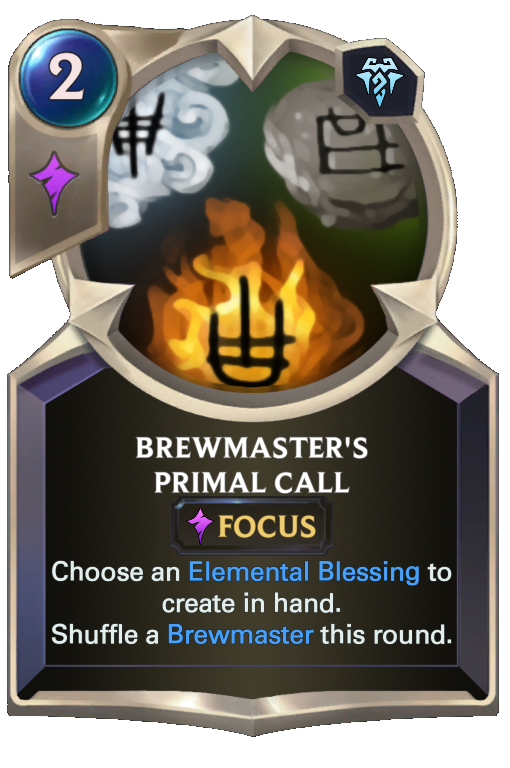 2
BREWMASTER'S
PRIMAL CALL
FOCUS
Choose an Elemental Blessing to
create in hand.
Shuffle a Brewmaster this round.